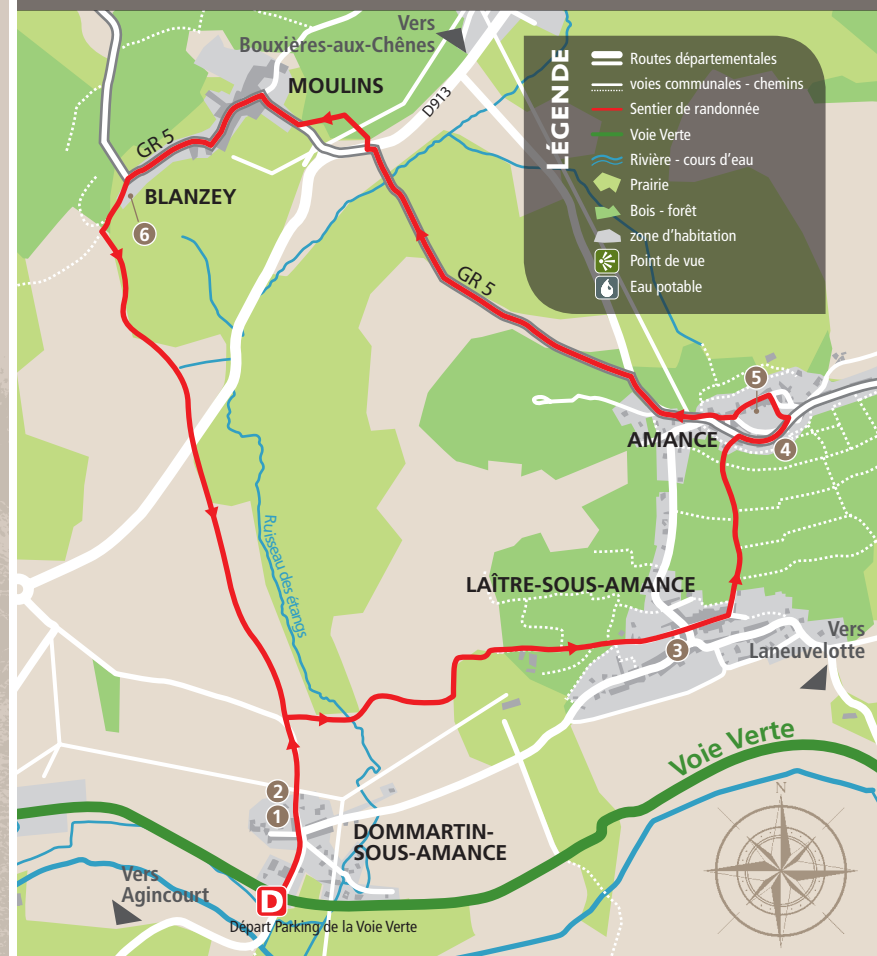 Vers
Bouxières-aux-Chênes
MOULINS
D913
GR 5
BLANZEY
6
LÉGENDE
Routes départementales
voies communales - chemins
Sentier de randonnée
Voie Verte
Rivière - cours d'eau
Prairie
Bois - forêt
zone d'habitation
Point de vue
Eau potable
GR 5
5
AMANCE
4
Ruisseau des étangs
LAÎTRE-SOUS-AMANCE
3
Vers
Laneuvelotte
Voie Verte
2
1
DOMMARTIN-
SOUS-AMANCE
Vers
Agincourt
D
Départ Parking de la Voie Verte
N